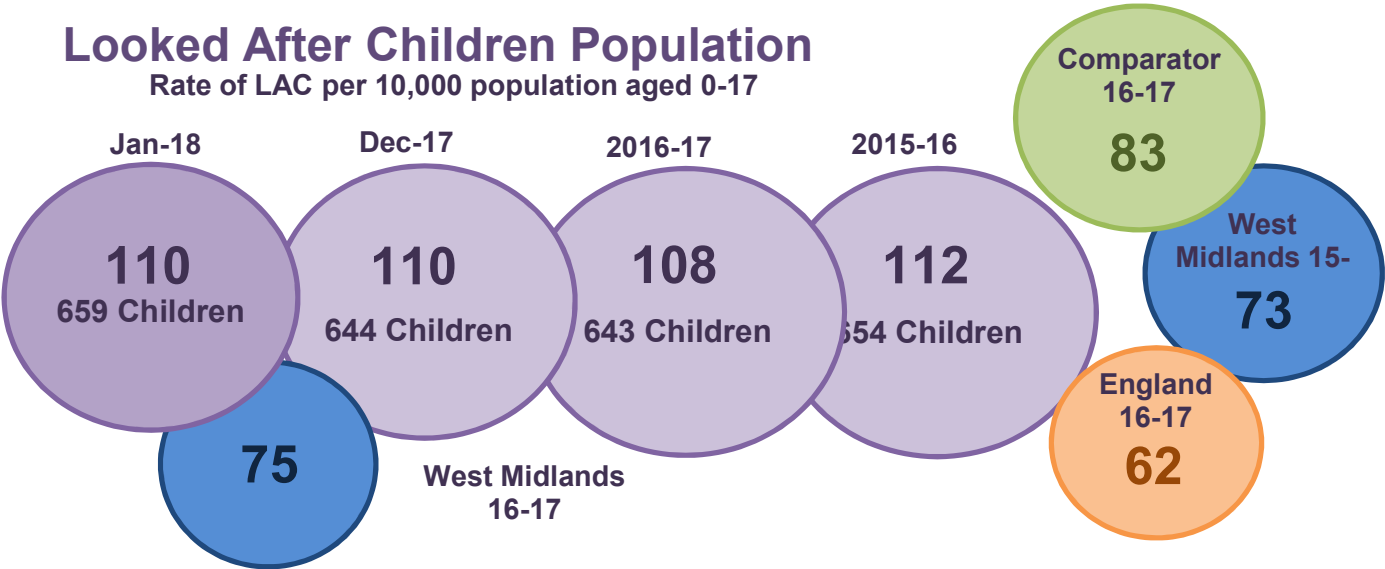 Looked After Children Population
Rate of LAC per 10,000 population aged 0-17
Jan-18
110
659 Children
Dec-17
110
644 Children
2016-17
108
643 Children
2015-16
112
654 Children
Comparator
16-17
83
West
Midlands 15-
73
England
16-17
62
75
West Midlands
16-17